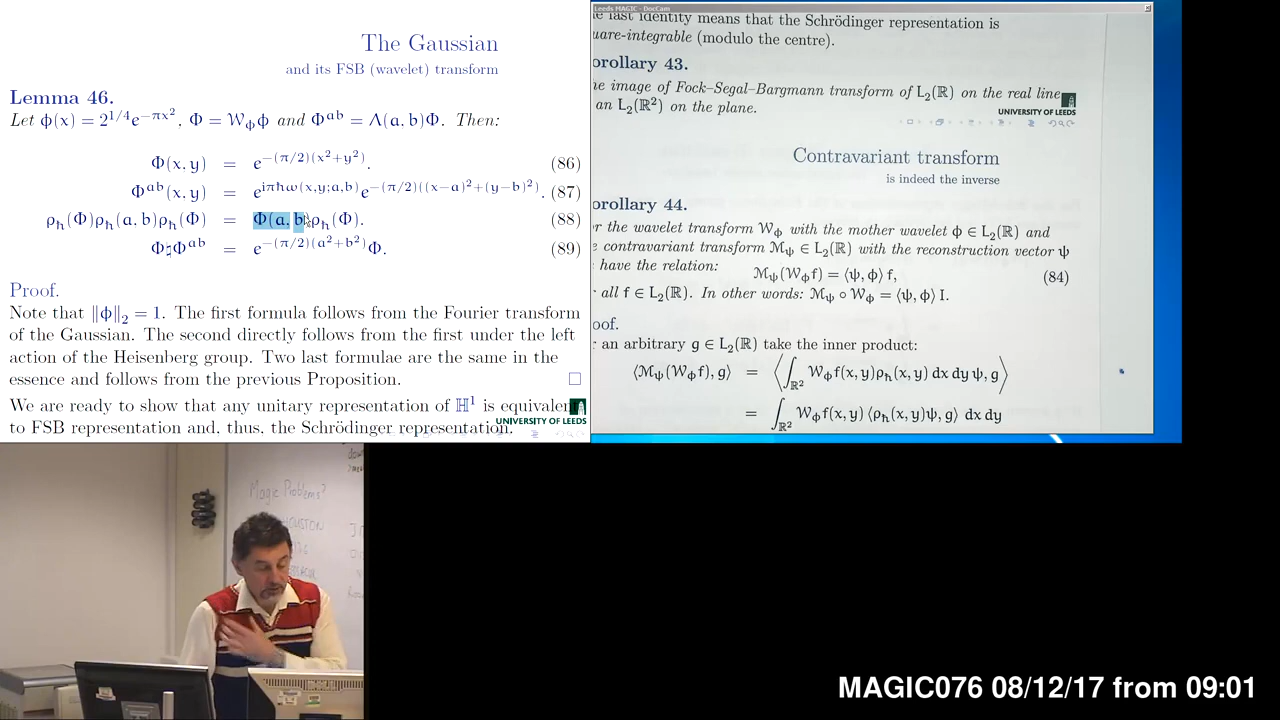 The Gaussian
and its FSB (wavelet) transform
Lemma 46.
Let ϕ(x) = 2^{1/4}e^{−πx²}, Φ = W_ϕϕ and Φ^{ab} = Λ(a, b)Φ. Then:
Φ(x, y) = e^{−(π/2)(x²+y²)}. (86)
Φ^{ab}(x, y) = e^{iπℏω(x,y;a,b)}e^{−(π/2)((x−a)²+(y−b)²)}. (87)
ρ_ℏ(Φ)ρ_ℏ(a, b)ρ_ℏ(Φ) = Φ(a, b)ρ_ℏ(Φ). (88)
Φ♮Φ^{ab} = e^{−(π/2)(a²+b²)}Φ. (89)
Proof.
Note that ‖ϕ‖₂ = 1. The first formula follows from the Fourier transform
of the Gaussian. The second directly follows from the first under the left
action of the Heisenberg group. Two last formulae are the same in the
essence and follows from the previous Proposition. □
We are ready to show that any unitary representation of ℍ¹ is equivalen
to FSB representation and, thus, the Schrödinger representation.
UNIVERSITY OF LEEDS
Leeds MAGIC - DocCam
e last identity means that the Schrödinger representation is
uare-integrable (modulo the centre).
orollary 43.
e image of Fock–Segal–Bargmann transform of L₂(ℝ) on the real line
an L₂(ℝ²) on the plane.
UNIVERSITY OF LEEDS
Contravariant transform
is indeed the inverse
orollary 44.
r the wavelet transform W_ϕ with the mother wavelet ϕ ∈ L₂(ℝ) and
e contravariant transform M_ψ ∈ L₂(ℝ) with the reconstruction vector ψ
have the relation:
M_ψ(W_ϕf) = ⟨ψ, ϕ⟩ f, (84)
all f ∈ L₂(ℝ). In other words: M_ψ ∘ W_ϕ = ⟨ψ, ϕ⟩ I.
oof.
r an arbitrary g ∈ L₂(ℝ) take the inner product:
⟨M_ψ(W_ϕf), g⟩ = ⟨∫_{ℝ²} W_ϕf(x, y)ρ_ℏ(x, y) dx dy ψ, g⟩
= ∫_{ℝ²} W_ϕf(x, y) ⟨ρ_ℏ(x, y)ψ, g⟩ dx dy
Magic Problems?
MAGIC076 08/12/17 from 09:01